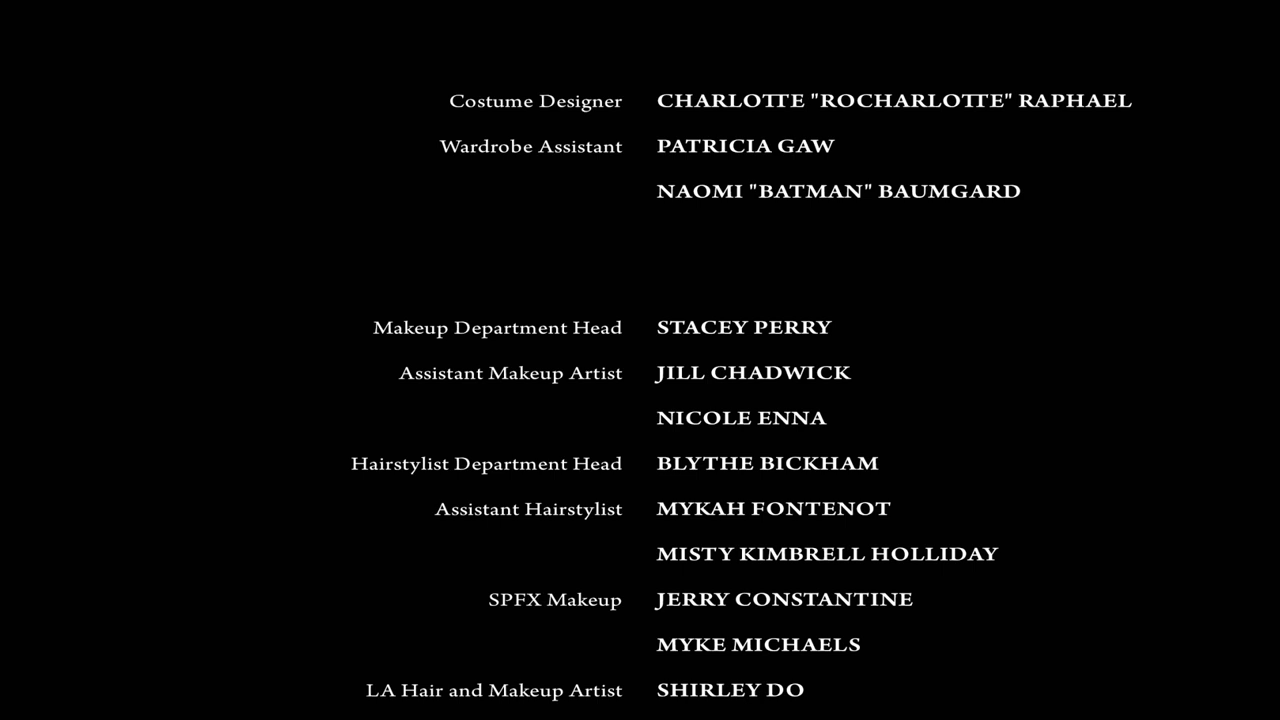 Costume Designer CHARLOTTE "ROCHARLOTTE" RAPHAEL
Wardrobe Assistant PATRICIA GAW
NAOMI "BATMAN" BAUMGARD
Makeup Department Head STACEY PERRY
Assistant Makeup Artist JILL CHADWICK
NICOLE ENNA
Hairstylist Department Head BLYTHE BICKHAM
Assistant Hairstylist MYKAH FONTENOT
MISTY KIMBRELL HOLLIDAY
SPFX Makeup JERRY CONSTANTINE
MYKE MICHAELS
LA Hair and Makeup Artist SHIRLEY DO